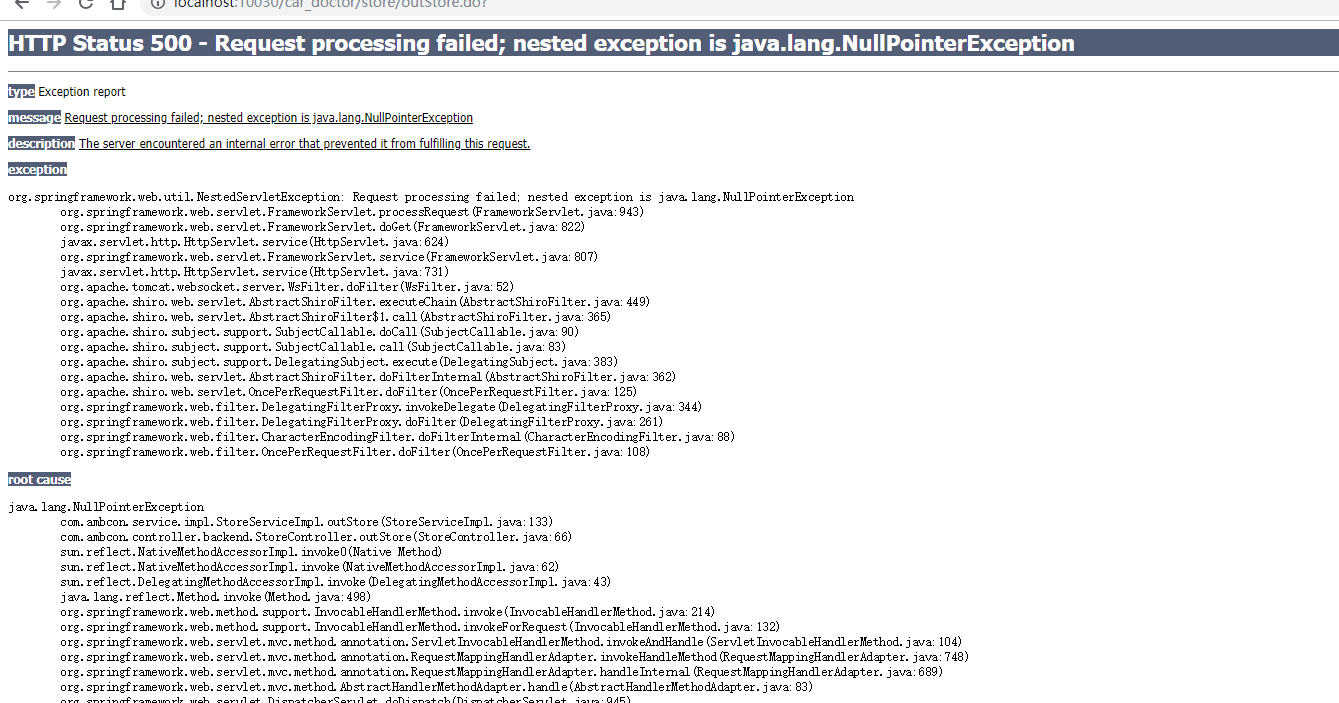 localhost:10030/car_doctor/store/outStore.do?
HTTP Status 500 - Request processing failed; nested exception is java.lang.NullPointerException
type Exception report
message Request processing failed; nested exception is java.lang.NullPointerException
description The server encountered an internal error that prevented it from fulfilling this request.
exception
org.springframework.web.util.NestedServletException: Request processing failed; nested exception is java.lang.NullPointerException
org.springframework.web.servlet.FrameworkServlet.processRequest(FrameworkServlet.java:943)
org.springframework.web.servlet.FrameworkServlet.doGet(FrameworkServlet.java:822)
javax.servlet.http.HttpServlet.service(HttpServlet.java:624)
org.springframework.web.servlet.FrameworkServlet.service(FrameworkServlet.java:807)
javax.servlet.http.HttpServlet.service(HttpServlet.java:731)
org.apache.tomcat.websocket.server.WsFilter.doFilter(WsFilter.java:52)
org.apache.shiro.web.servlet.AbstractShiroFilter.executeChain(AbstractShiroFilter.java:449)
org.apache.shiro.web.servlet.AbstractShiroFilter$1.call(AbstractShiroFilter.java:365)
org.apache.shiro.subject.support.SubjectCallable.doCall(SubjectCallable.java:90)
org.apache.shiro.subject.support.SubjectCallable.call(SubjectCallable.java:83)
org.apache.shiro.subject.support.DelegatingSubject.execute(DelegatingSubject.java:383)
org.apache.shiro.web.servlet.AbstractShiroFilter.doFilterInternal(AbstractShiroFilter.java:362)
org.apache.shiro.web.servlet.OncePerRequestFilter.doFilter(OncePerRequestFilter.java:125)
org.springframework.web.filter.DelegatingFilterProxy.invokeDelegate(DelegatingFilterProxy.java:344)
org.springframework.web.filter.DelegatingFilterProxy.doFilter(DelegatingFilterProxy.java:261)
org.springframework.web.filter.CharacterEncodingFilter.doFilterInternal(CharacterEncodingFilter.java:88)
org.springframework.web.filter.OncePerRequestFilter.doFilter(OncePerRequestFilter.java:108)
root cause
java.lang.NullPointerException
com.ambcon.service.impl.StoreServiceImpl.outStore(StoreServiceImpl.java:133)
com.ambcon.controller.backend.StoreController.outStore(StoreController.java:66)
sun.reflect.NativeMethodAccessorImpl.invoke0(Native Method)
sun.reflect.NativeMethodAccessorImpl.invoke(NativeMethodAccessorImpl.java:62)
sun.reflect.DelegatingMethodAccessorImpl.invoke(DelegatingMethodAccessorImpl.java:43)
java.lang.reflect.Method.invoke(Method.java:498)
org.springframework.web.method.support.InvocableHandlerMethod.invoke(InvocableHandlerMethod.java:214)
org.springframework.web.method.support.InvocableHandlerMethod.invokeForRequest(InvocableHandlerMethod.java:132)
org.springframework.web.servlet.mvc.method.annotation.ServletInvocableHandlerMethod.invokeAndHandle(ServletInvocableHandlerMethod.java:104)
org.springframework.web.servlet.mvc.method.annotation.RequestMappingHandlerAdapter.invokeHandleMethod(RequestMappingHandlerAdapter.java:748)
org.springframework.web.servlet.mvc.method.annotation.RequestMappingHandlerAdapter.handleInternal(RequestMappingHandlerAdapter.java:689)
org.springframework.web.servlet.mvc.method.AbstractHandlerMethodAdapter.handle(AbstractHandlerMethodAdapter.java:83)
org.springframework.web.servlet.DispatcherServlet.doDispatch(DispatcherServlet.java:945)